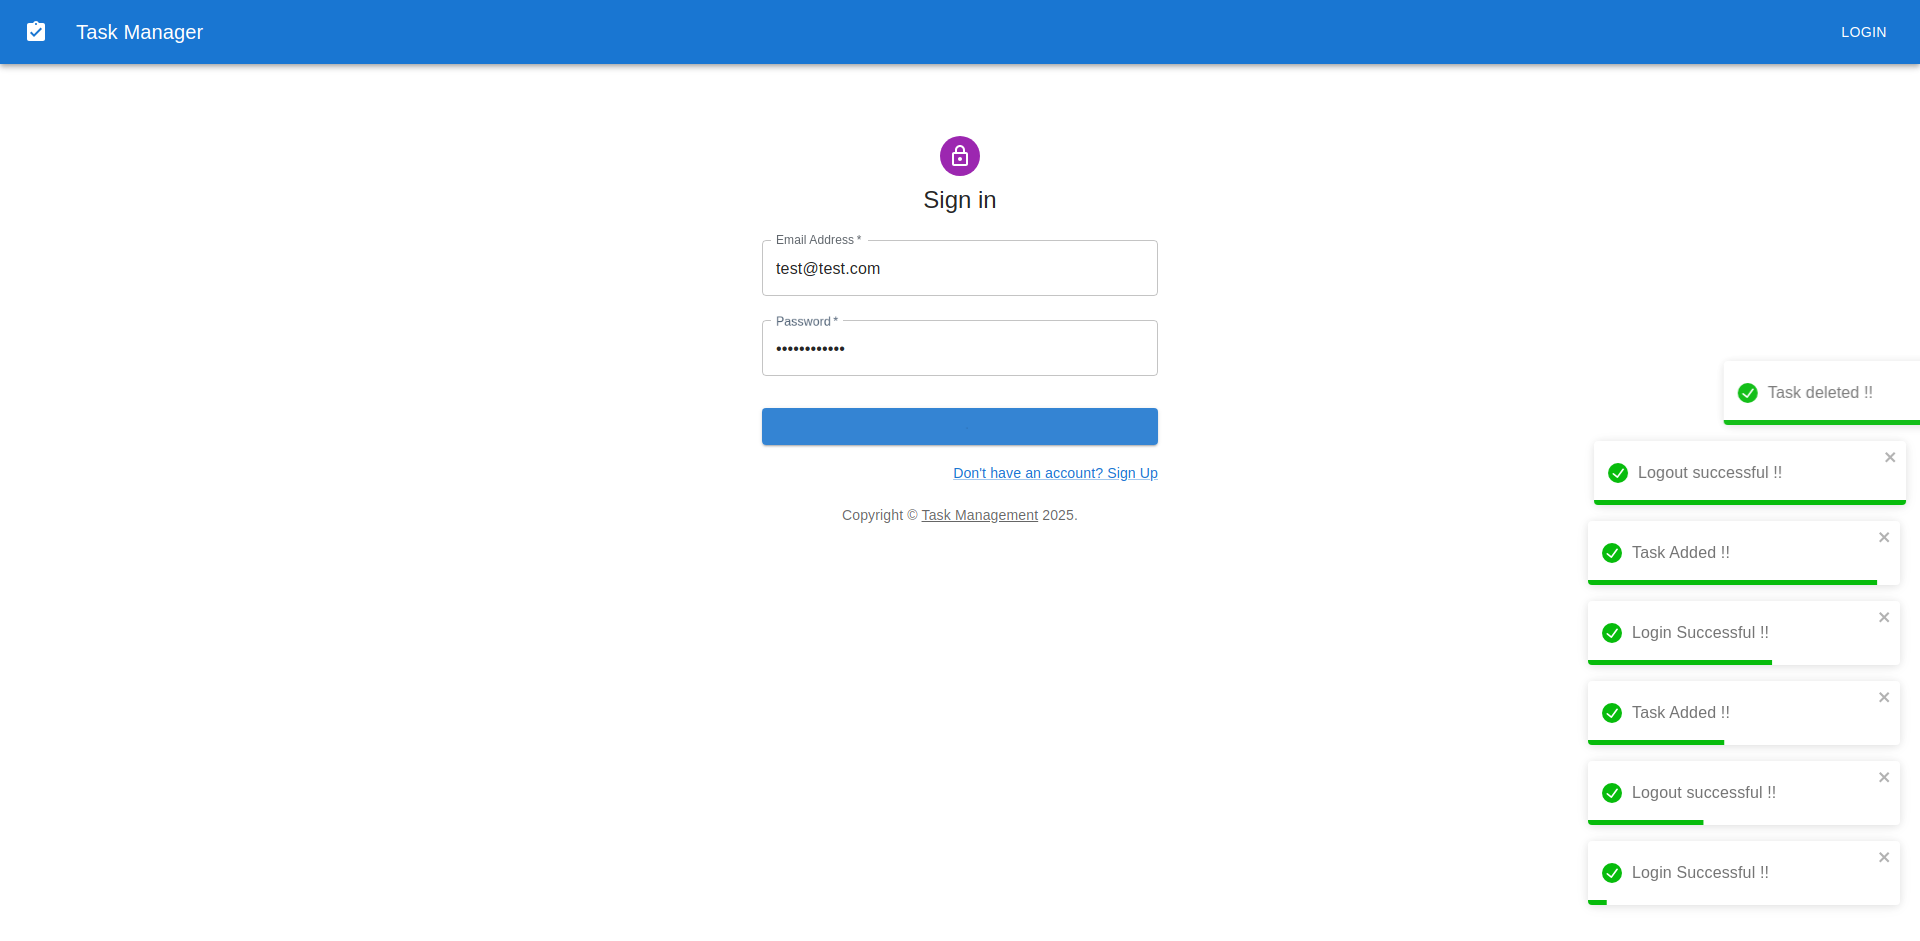 Task Manager
LOGIN
Sign in
Email Address *
test@test.com
Password *
••••••••••••
Don't have an account? Sign Up
Copyright © Task Management 2025.
Task deleted !!
Logout successful !!
Task Added !!
Login Successful !!
Task Added !!
Logout successful !!
Login Successful !!